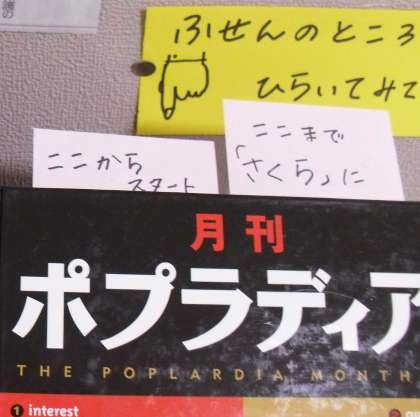 ふせんのところ
ひらいてみて
ここまで
「さくら」に
ここから
スタート
月刊
ポプラディア
THE POPLARDIA MONTH
1 interest
2